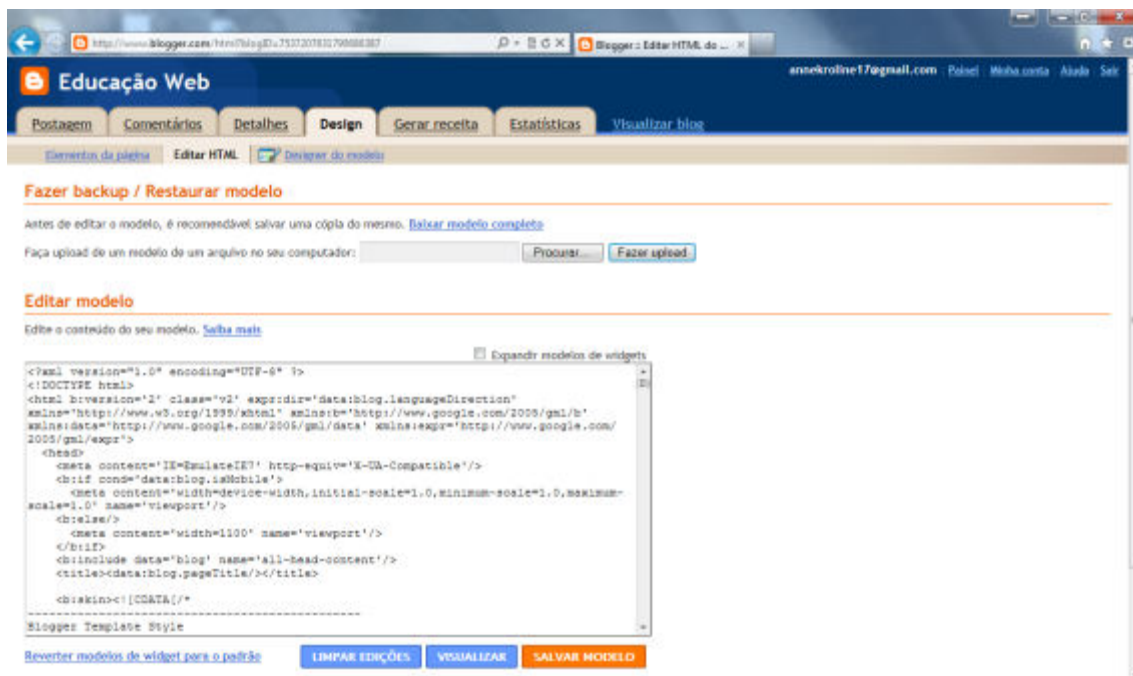 http://www.blogger.com/html?blogID=
Blogger : Editar HTML do ...
Educação Web
annekroline17@gmail.com Painel Minha conta Ajuda Sair
Postagem Comentários Detalhes Design Gerar receita Estatísticas Visualizar blog
Elementos da página Editar HTML Designer do modelo
Fazer backup / Restaurar modelo
Antes de editar o modelo, é recomendável salvar uma cópia do mesmo. Baixar modelo completo
Faça upload de um modelo de um arquivo no seu computador: Procurar... Fazer upload
Editar modelo
Edite o conteúdo do seu modelo. Saiba mais
Expandir modelos de widgets
<?xml version="1.0" encoding="UTF-8" ?>
<!DOCTYPE html>
<html b:version='2' class='v2' expr:dir='data:blog.languageDirection'
xmlns='http://www.w3.org/1999/xhtml' xmlns:b='http://www.google.com/2005/gml/b'
xmlns:data='http://www.google.com/2005/gml/data' xmlns:expr='http://www.google.com/
2005/gml/expr'>
<head>
<meta content='IE=EmulateIE7' http-equiv='X-UA-Compatible'/>
<b:if cond='data:blog.isMobile'>
<meta content='width=device-width,initial-scale=1.0,minimum-scale=1.0,maximum-
scale=1.0' name='viewport'/>
<b:else/>
<meta content='width=1100' name='viewport'/>
</b:if>
<b:include data='blog' name='all-head-content'/>
<title><data:blog.pageTitle/></title>
<b:skin><![CDATA[/*
-----------------------------------------------
Blogger Template Style
Reverter modelos de widget para o padrão LIMPAR EDIÇÕES VISUALIZAR SALVAR MODELO